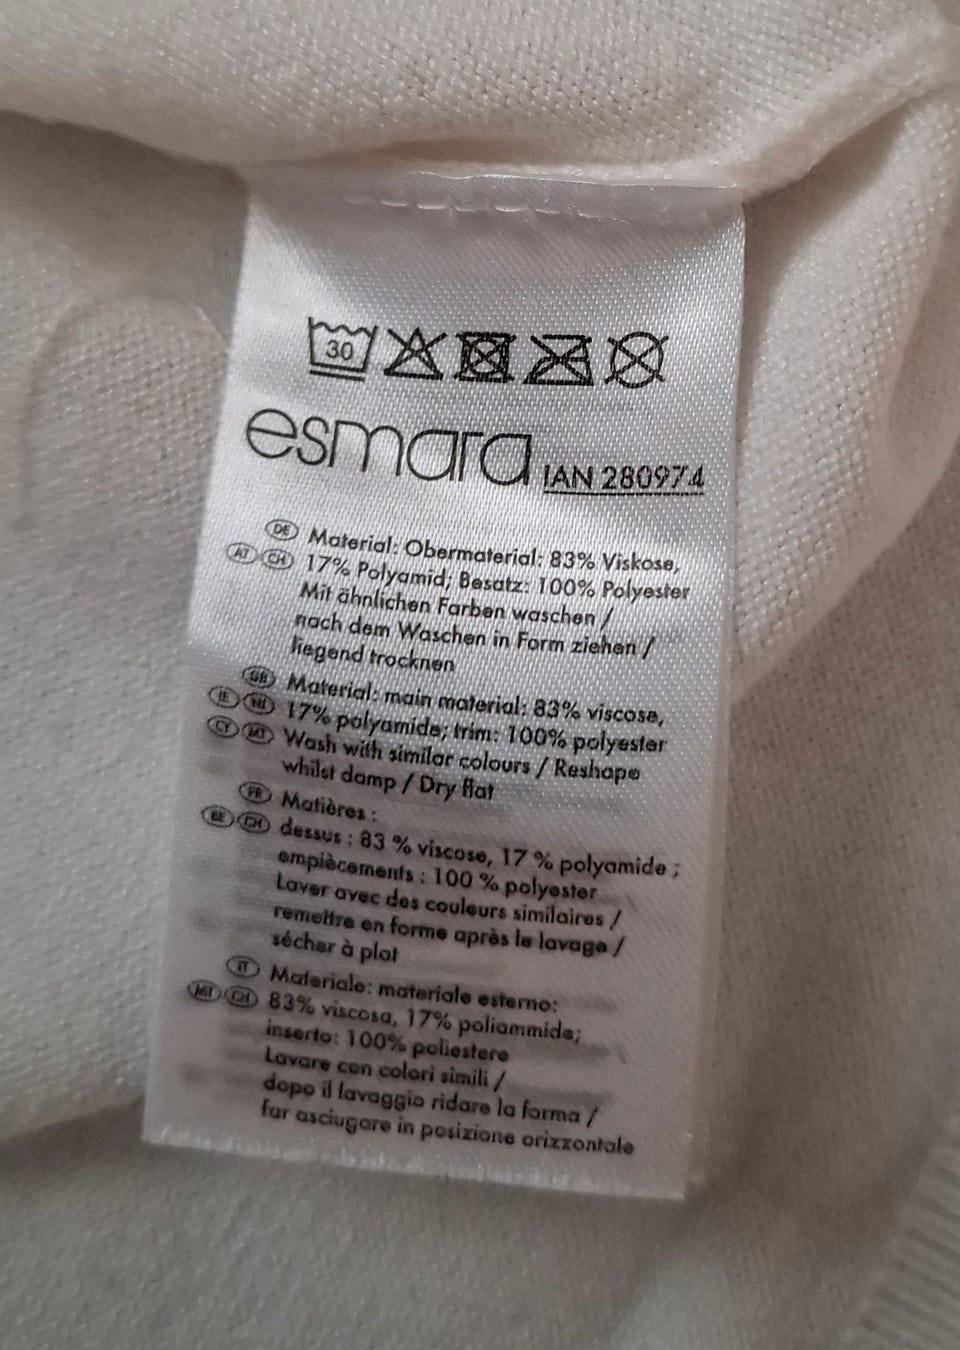 30
esmara IAN 280974
DE Material: Obermaterial: 83% Viskose,
AT CH 17% Polyamid; Besatz: 100% Polyester
Mit ähnlichen Farben waschen /
nach dem Waschen in Form ziehen /
liegend trocknen
GB Material: main material: 83% viscose,
IE NI 17% polyamide; trim: 100% polyester
CY MT Wash with similar colours / Reshape
whilst damp / Dry flat
FR Matières :
BE CH dessus : 83 % viscose, 17 % polyamide ;
empiècements : 100 % polyester
Laver avec des couleurs similaires /
remettre en forme après le lavage /
sécher à plat
IT Materiale: materiale esterno:
MT CH 83% viscosa, 17% poliammide;
inserto: 100% poliestere
Lavare con colori simili /
dopo il lavaggio ridare la forma /
far asciugare in posizione orizzontale